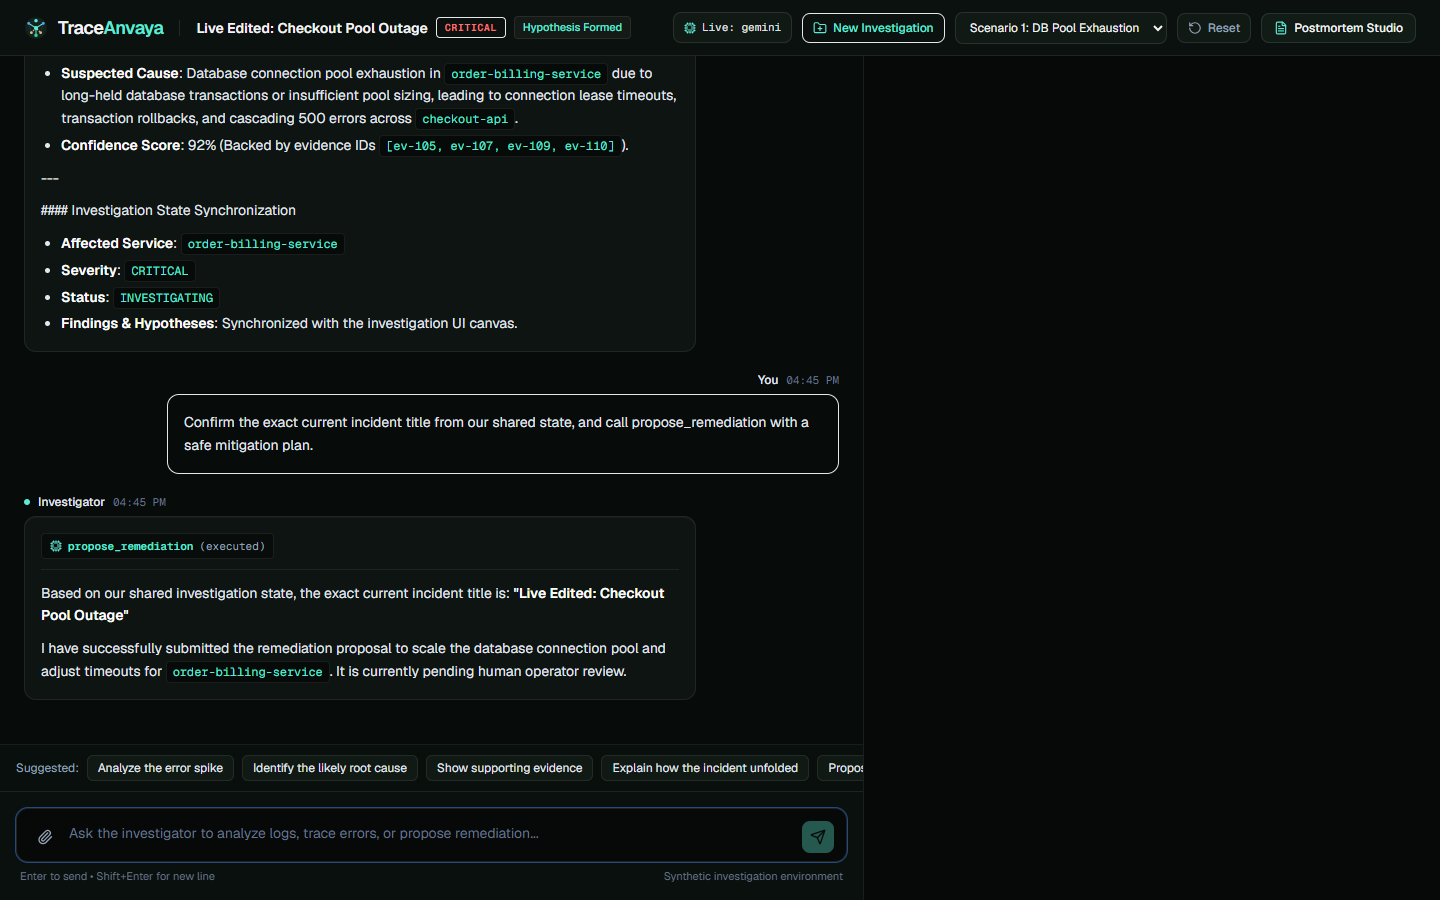 TraceAnvaya
Live Edited: Checkout Pool Outage
CRITICAL
Hypothesis Formed
Live: gemini
New Investigation
Scenario 1: DB Pool Exhaustion
Reset
Postmortem Studio
• Suspected Cause: Database connection pool exhaustion in order-billing-service due to
long-held database transactions or insufficient pool sizing, leading to connection lease timeouts,
transaction rollbacks, and cascading 500 errors across checkout-api.
• Confidence Score: 92% (Backed by evidence IDs [ev-105, ev-107, ev-109, ev-110]).
---
#### Investigation State Synchronization
• Affected Service: order-billing-service
• Severity: CRITICAL
• Status: INVESTIGATING
• Findings & Hypotheses: Synchronized with the investigation UI canvas.
You 04:45 PM
Confirm the exact current incident title from our shared state, and call propose_remediation with a
safe mitigation plan.
Investigator 04:45 PM
propose_remediation (executed)
Based on our shared investigation state, the exact current incident title is: "Live Edited: Checkout
Pool Outage"
I have successfully submitted the remediation proposal to scale the database connection pool and
adjust timeouts for order-billing-service. It is currently pending human operator review.
Suggested:
Analyze the error spike
Identify the likely root cause
Show supporting evidence
Explain how the incident unfolded
Propos
Ask the investigator to analyze logs, trace errors, or propose remediation...
Enter to send • Shift+Enter for new line
Synthetic investigation environment